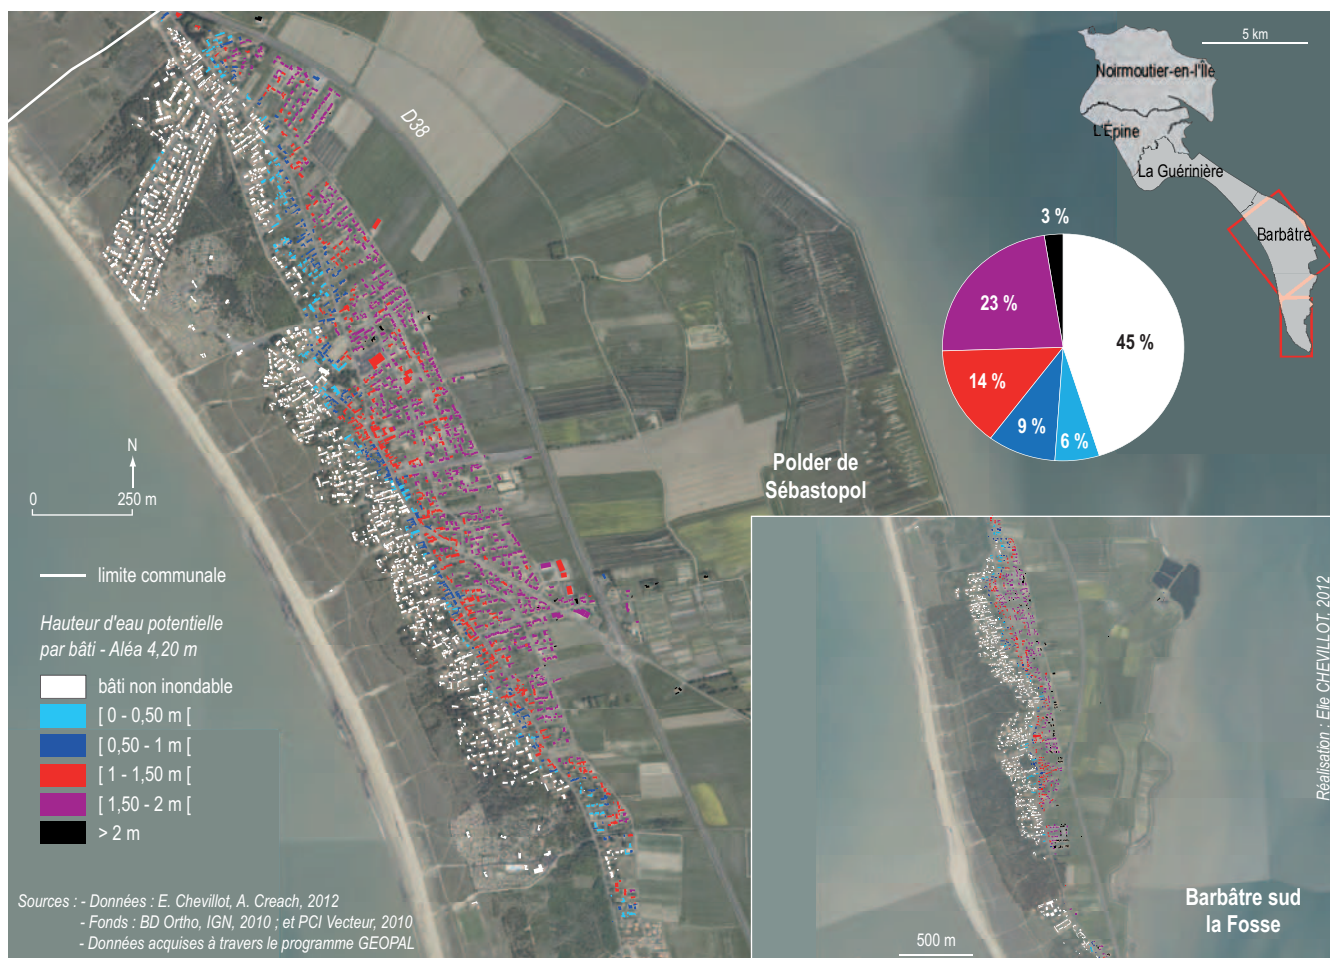 5 km
Noirmoutier-en-l'Île
L'Épine
La Guérinière
Barbâtre
D38
3 %
23 %
45 %
14 %
9 %
6 %
Polder de
Sébastopol
N
0 250 m
limite communale
Hauteur d'eau potentielle
par bâti - Aléa 4,20 m
bâti non inondable
[ 0 - 0,50 m [
[ 0,50 - 1 m [
[ 1 - 1,50 m [
[ 1,50 - 2 m [
> 2 m
Sources : - Données : E. Chevillot, A. Creach, 2012
- Fonds : BD Ortho, IGN, 2010 ; et PCI Vecteur, 2010
- Données acquises à travers le programme GEOPAL
500 m
Barbâtre sud
la Fosse
Réalisation : Elie CHEVILLOT, 2012